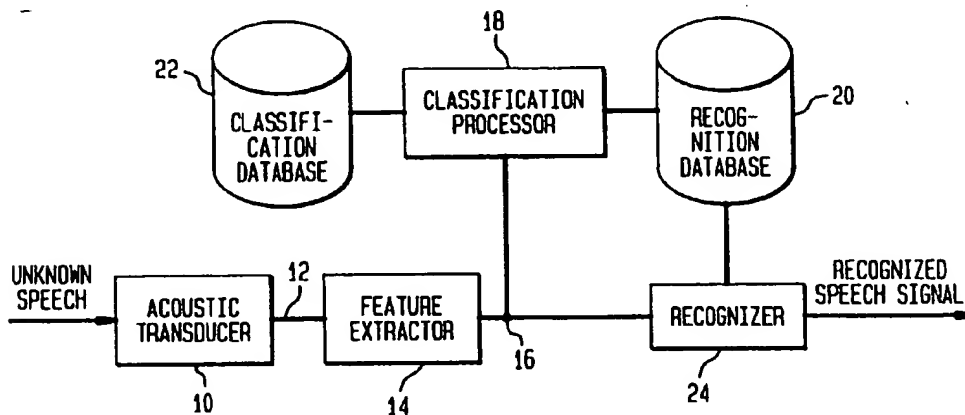 18
22
CLASSIFICATION
PROCESSOR
20
CLASSIFI-
CATION
DATABASE
RECOG-
NITION
DATABASE
UNKNOWN
SPEECH
12
RECOGNIZED
SPEECH SIGNAL
ACOUSTIC
TRANSDUCER
FEATURE
EXTRACTOR
RECOGNIZER
16
10
14
24